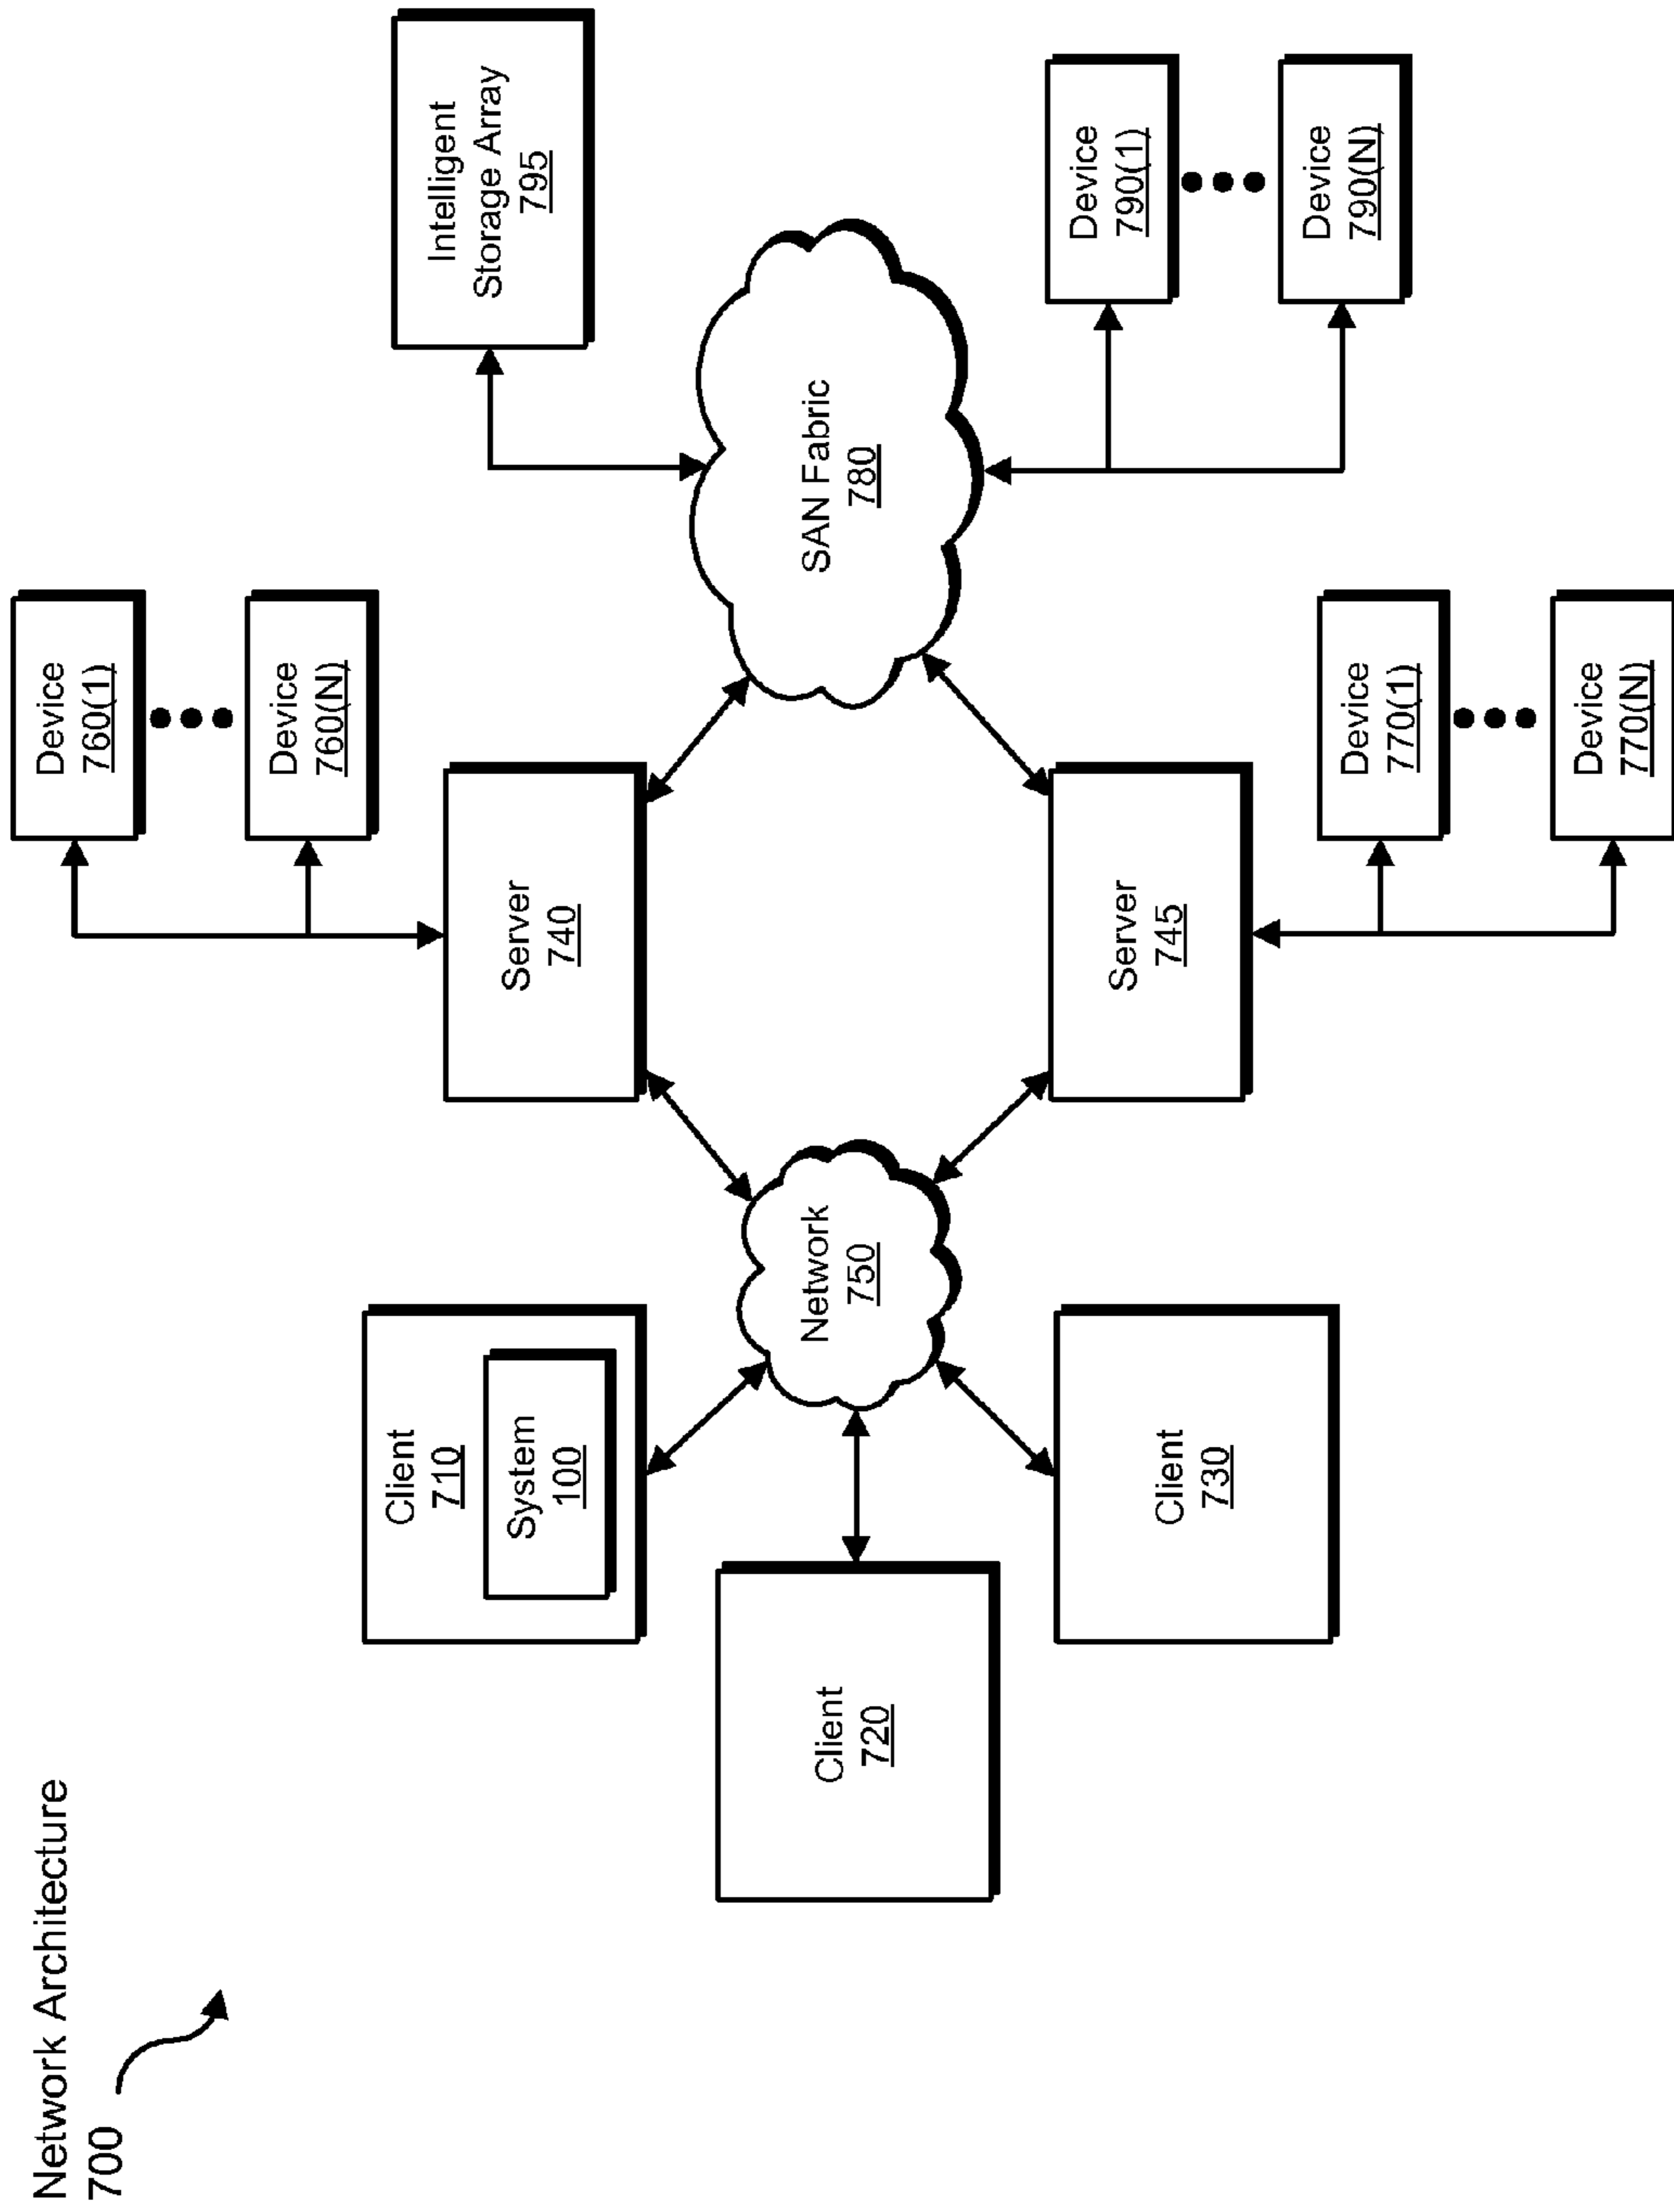 Network Architecture
700
Client
710
System
100
Client
720
Client
730
Network
750
Server
740
Server
745
Device
760(1)
Device
760(N)
Device
770(1)
Device
770(N)
SAN Fabric
780
Intelligent
Storage Array
795
Device
790(1)
Device
790(N)